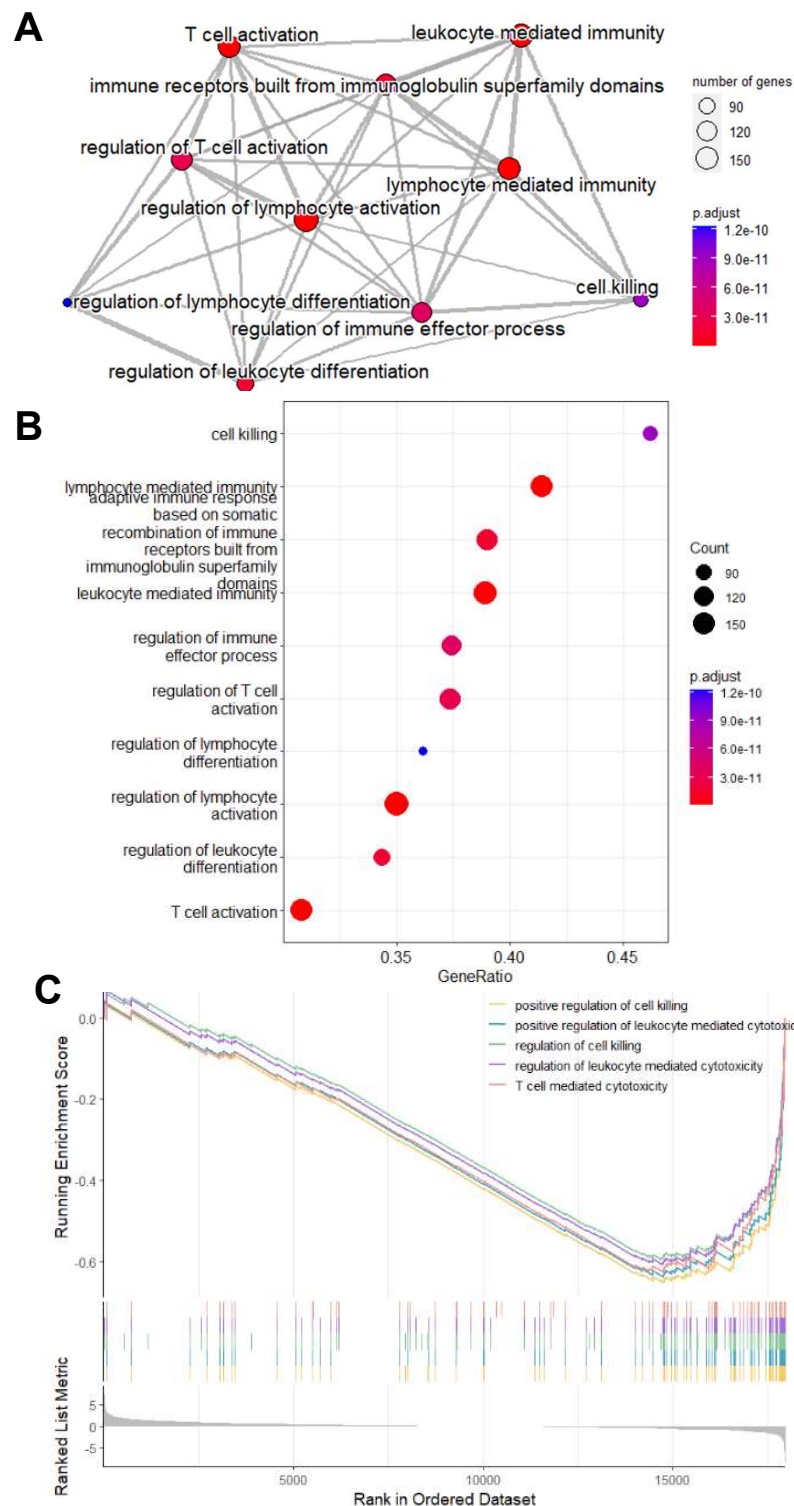 A
T cell activation
leukocyte mediated immunity
immune receptors built from immunoglobulin superfamily domains
regulation of T cell activation
lymphocyte mediated immunity
regulation of lymphocyte activation
cell killing
regulation of lymphocyte differentiation
regulation of immune effector process
regulation of leukocyte differentiation
number of genes
90
120
150
p.adjust
1.2e-10
9.0e-11
6.0e-11
3.0e-11
B
cell killing
lymphocyte mediated immunity
adaptive immune response
based on somatic
recombination of immune
receptors built from
immunoglobulin superfamily
domains
leukocyte mediated immunity
regulation of immune
effector process
regulation of T cell
activation
regulation of lymphocyte
differentiation
regulation of lymphocyte
activation
regulation of leukocyte
differentiation
T cell activation
0.35
0.40
0.45
GeneRatio
Count
90
120
150
p.adjust
1.2e-10
9.0e-11
6.0e-11
3.0e-11
C
positive regulation of cell killing
positive regulation of leukocyte mediated cytotoxic
regulation of cell killing
regulation of leukocyte mediated cytotoxicity
T cell mediated cytotoxicity
Running Enrichment Score
0.0
-0.2
-0.4
-0.6
Ranked List Metric
5
0
-5
5000
10000
15000
Rank in Ordered Dataset